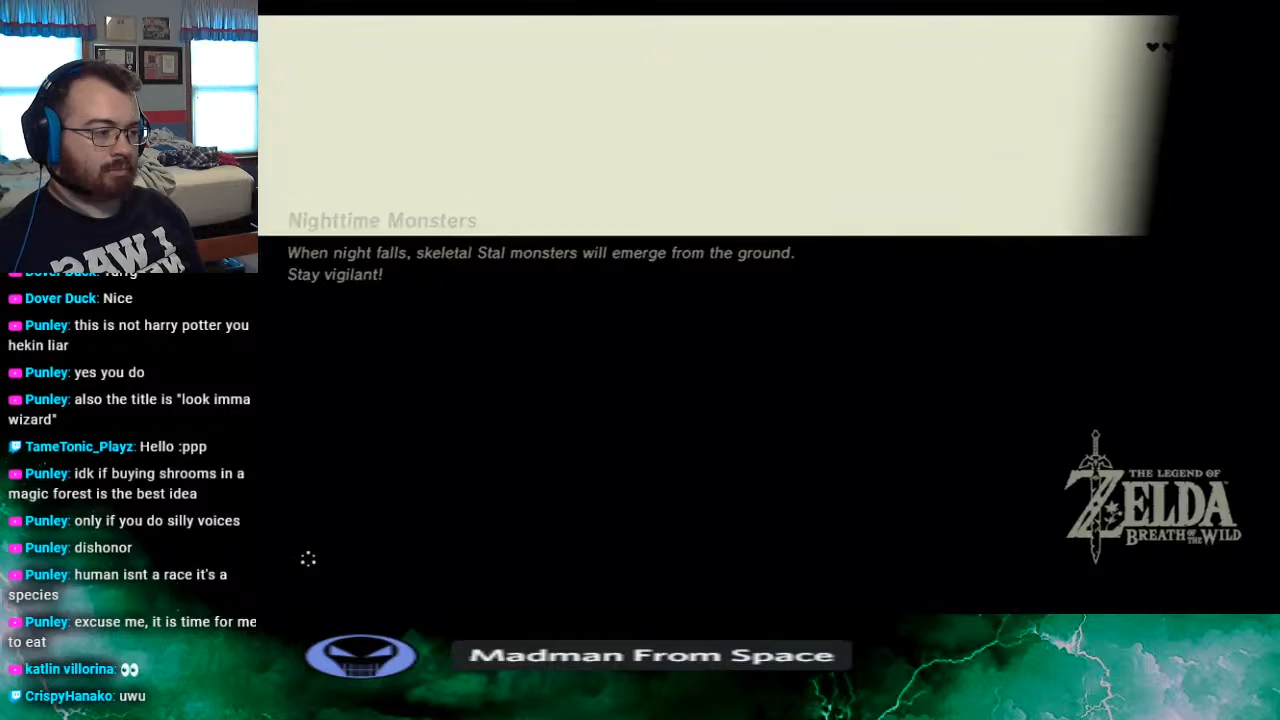 Dover Duck:
Dover Duck: Nice
Punley: this is not harry potter you
hekin liar
Punley: yes you do
Punley: also the title is "look imma
wizard"
TameTonic_Playz: Hello :ppp
Punley: idk if buying shrooms in a
magic forest is the best idea
Punley: only if you do silly voices
Punley: dishonor
Punley: human isnt a race it's a
species
Punley: excuse me, it is time for me
to eat
katlin villorina: 👀
CrispyHanako: uwu
Nighttime Monsters
When night falls, skeletal Stal monsters will emerge from the ground.
Stay vigilant!
THE LEGEND OF
ZELDA
BREATH OF THE WILD
Madman From Space